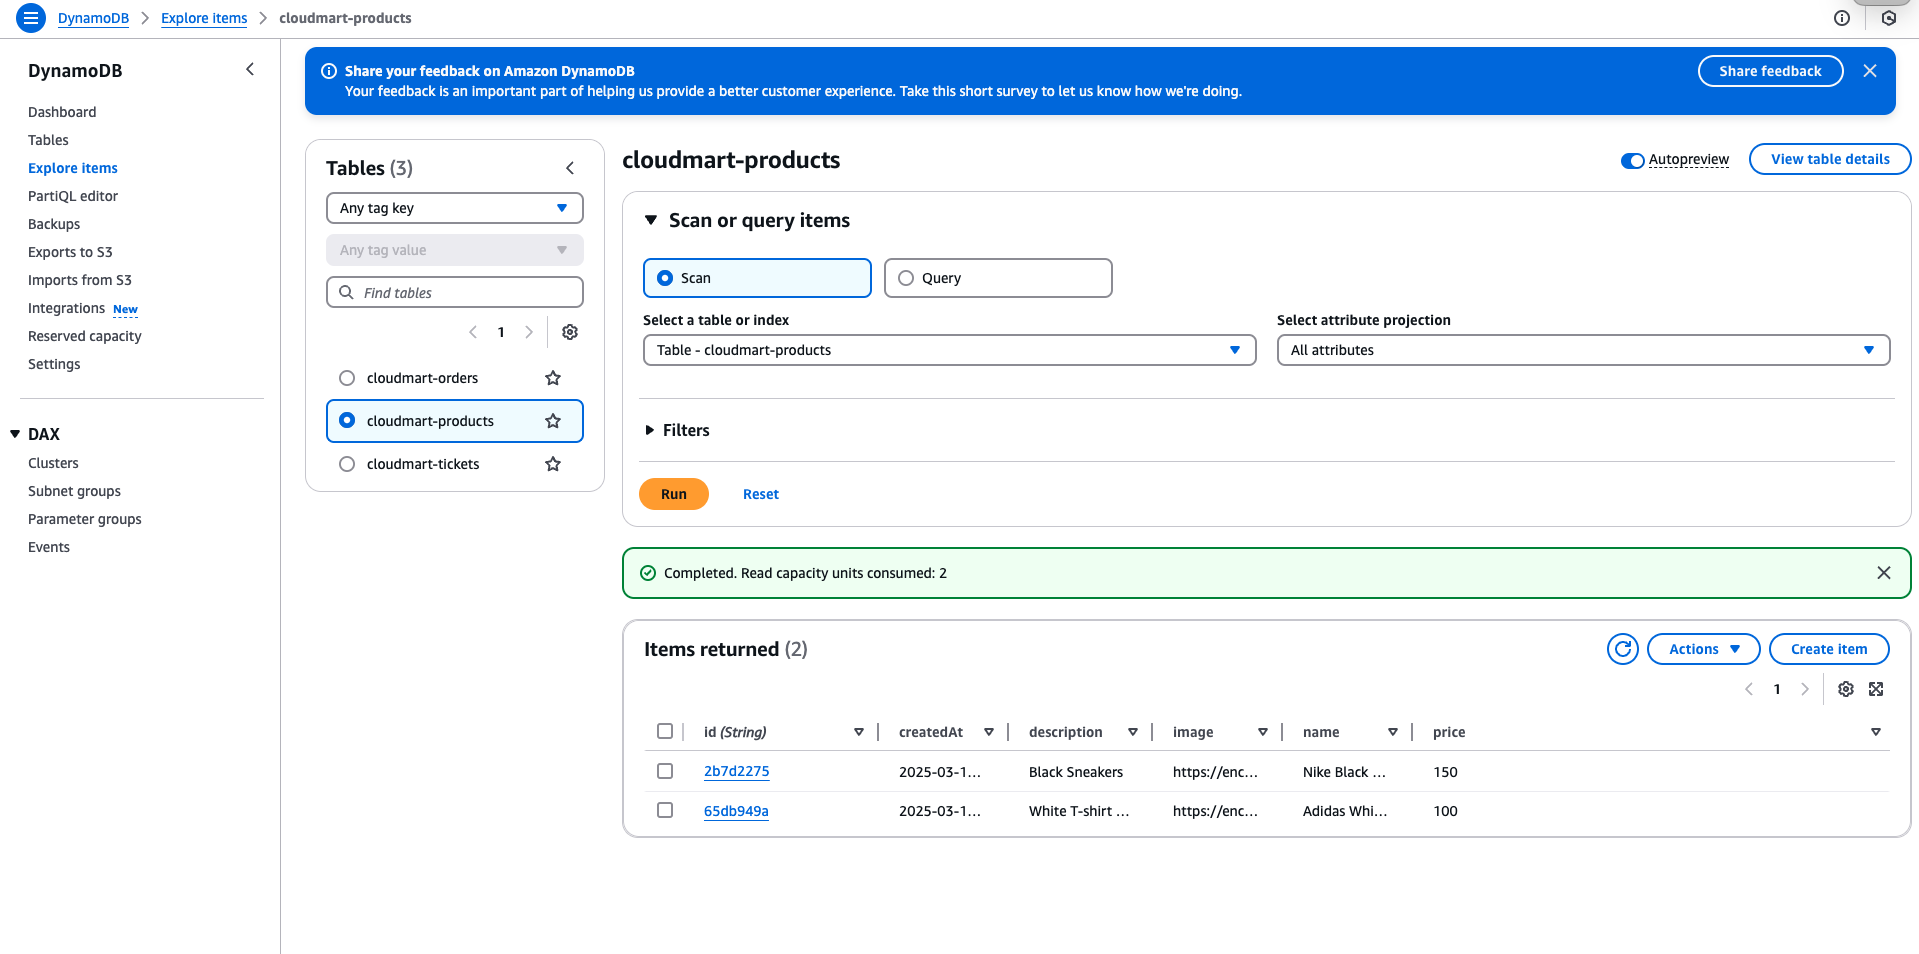 DynamoDB > Explore items > cloudmart-products
DynamoDB
Dashboard
Tables
Explore items
PartiQL editor
Backups
Exports to S3
Imports from S3
Integrations New
Reserved capacity
Settings
DAX
Clusters
Subnet groups
Parameter groups
Events
Share your feedback on Amazon DynamoDB
Your feedback is an important part of helping us provide a better customer experience. Take this short survey to let us know how we're doing.
Share feedback
Tables (3)
Any tag key
Any tag value
Find tables
1
cloudmart-orders
cloudmart-products
cloudmart-tickets
cloudmart-products
Autopreview
View table details
Scan or query items
Scan
Query
Select a table or index
Table - cloudmart-products
Select attribute projection
All attributes
Filters
Run
Reset
Completed. Read capacity units consumed: 2
Items returned (2)
Actions
Create item
1
id (String) createdAt description image name price
2b7d2275 2025-03-1... Black Sneakers https://enc... Nike Black ... 150
65db949a 2025-03-1... White T-shirt ... https://enc... Adidas Whi... 100